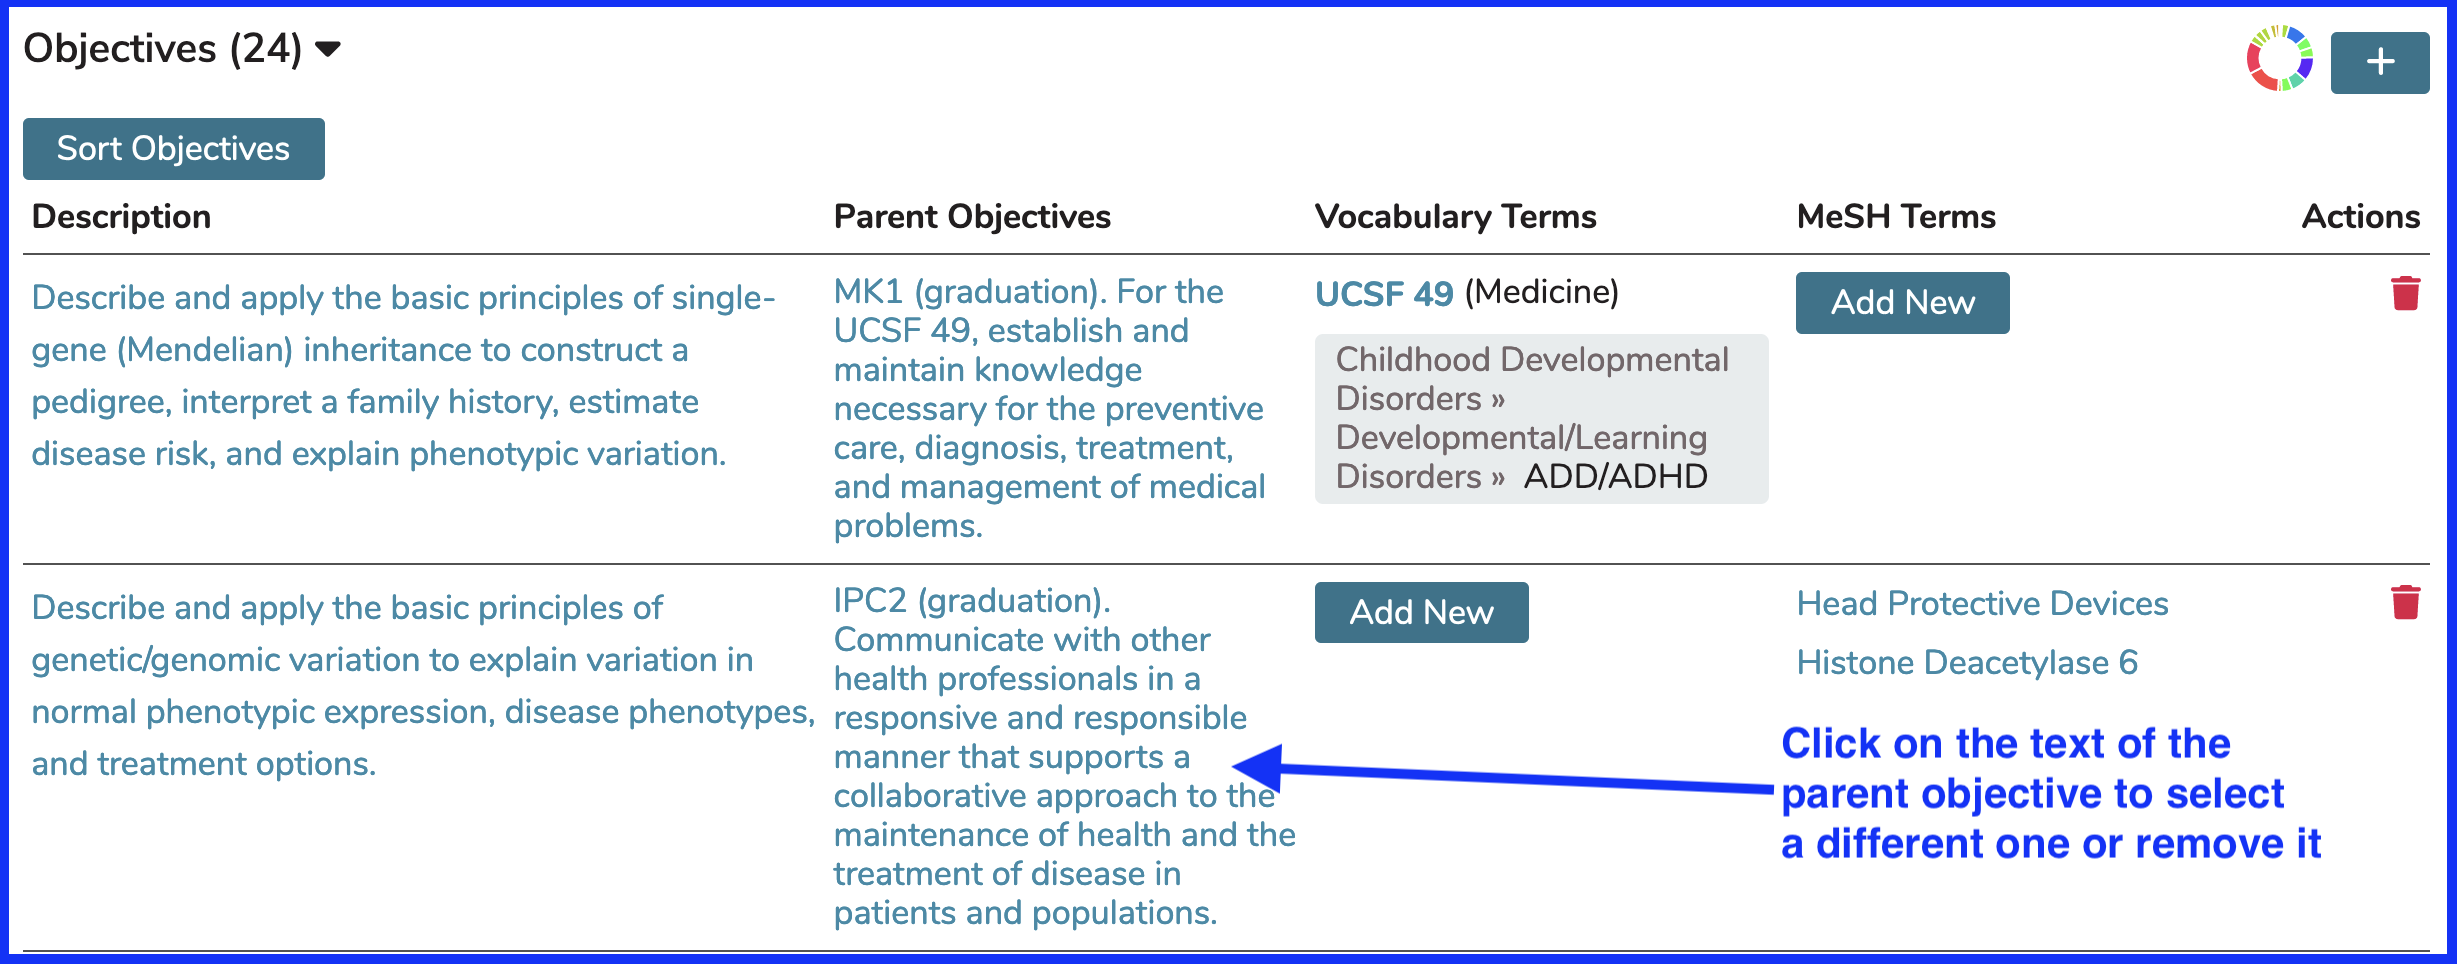 Objectives (24)
+
Sort Objectives
Description
Parent Objectives
Vocabulary Terms
MeSH Terms
Actions
Describe and apply the basic principles of single-
gene (Mendelian) inheritance to construct a
pedigree, interpret a family history, estimate
disease risk, and explain phenotypic variation.
MK1 (graduation). For the
UCSF 49, establish and
maintain knowledge
necessary for the preventive
care, diagnosis, treatment,
and management of medical
problems.
UCSF 49 (Medicine)
Childhood Developmental
Disorders »
Developmental/Learning
Disorders » ADD/ADHD
Add New
Describe and apply the basic principles of
genetic/genomic variation to explain variation in
normal phenotypic expression, disease phenotypes,
and treatment options.
IPC2 (graduation).
Communicate with other
health professionals in a
responsive and responsible
manner that supports a
collaborative approach to the
maintenance of health and the
treatment of disease in
patients and populations.
Add New
Head Protective Devices
Histone Deacetylase 6
Click on the text of the
parent objective to select
a different one or remove it